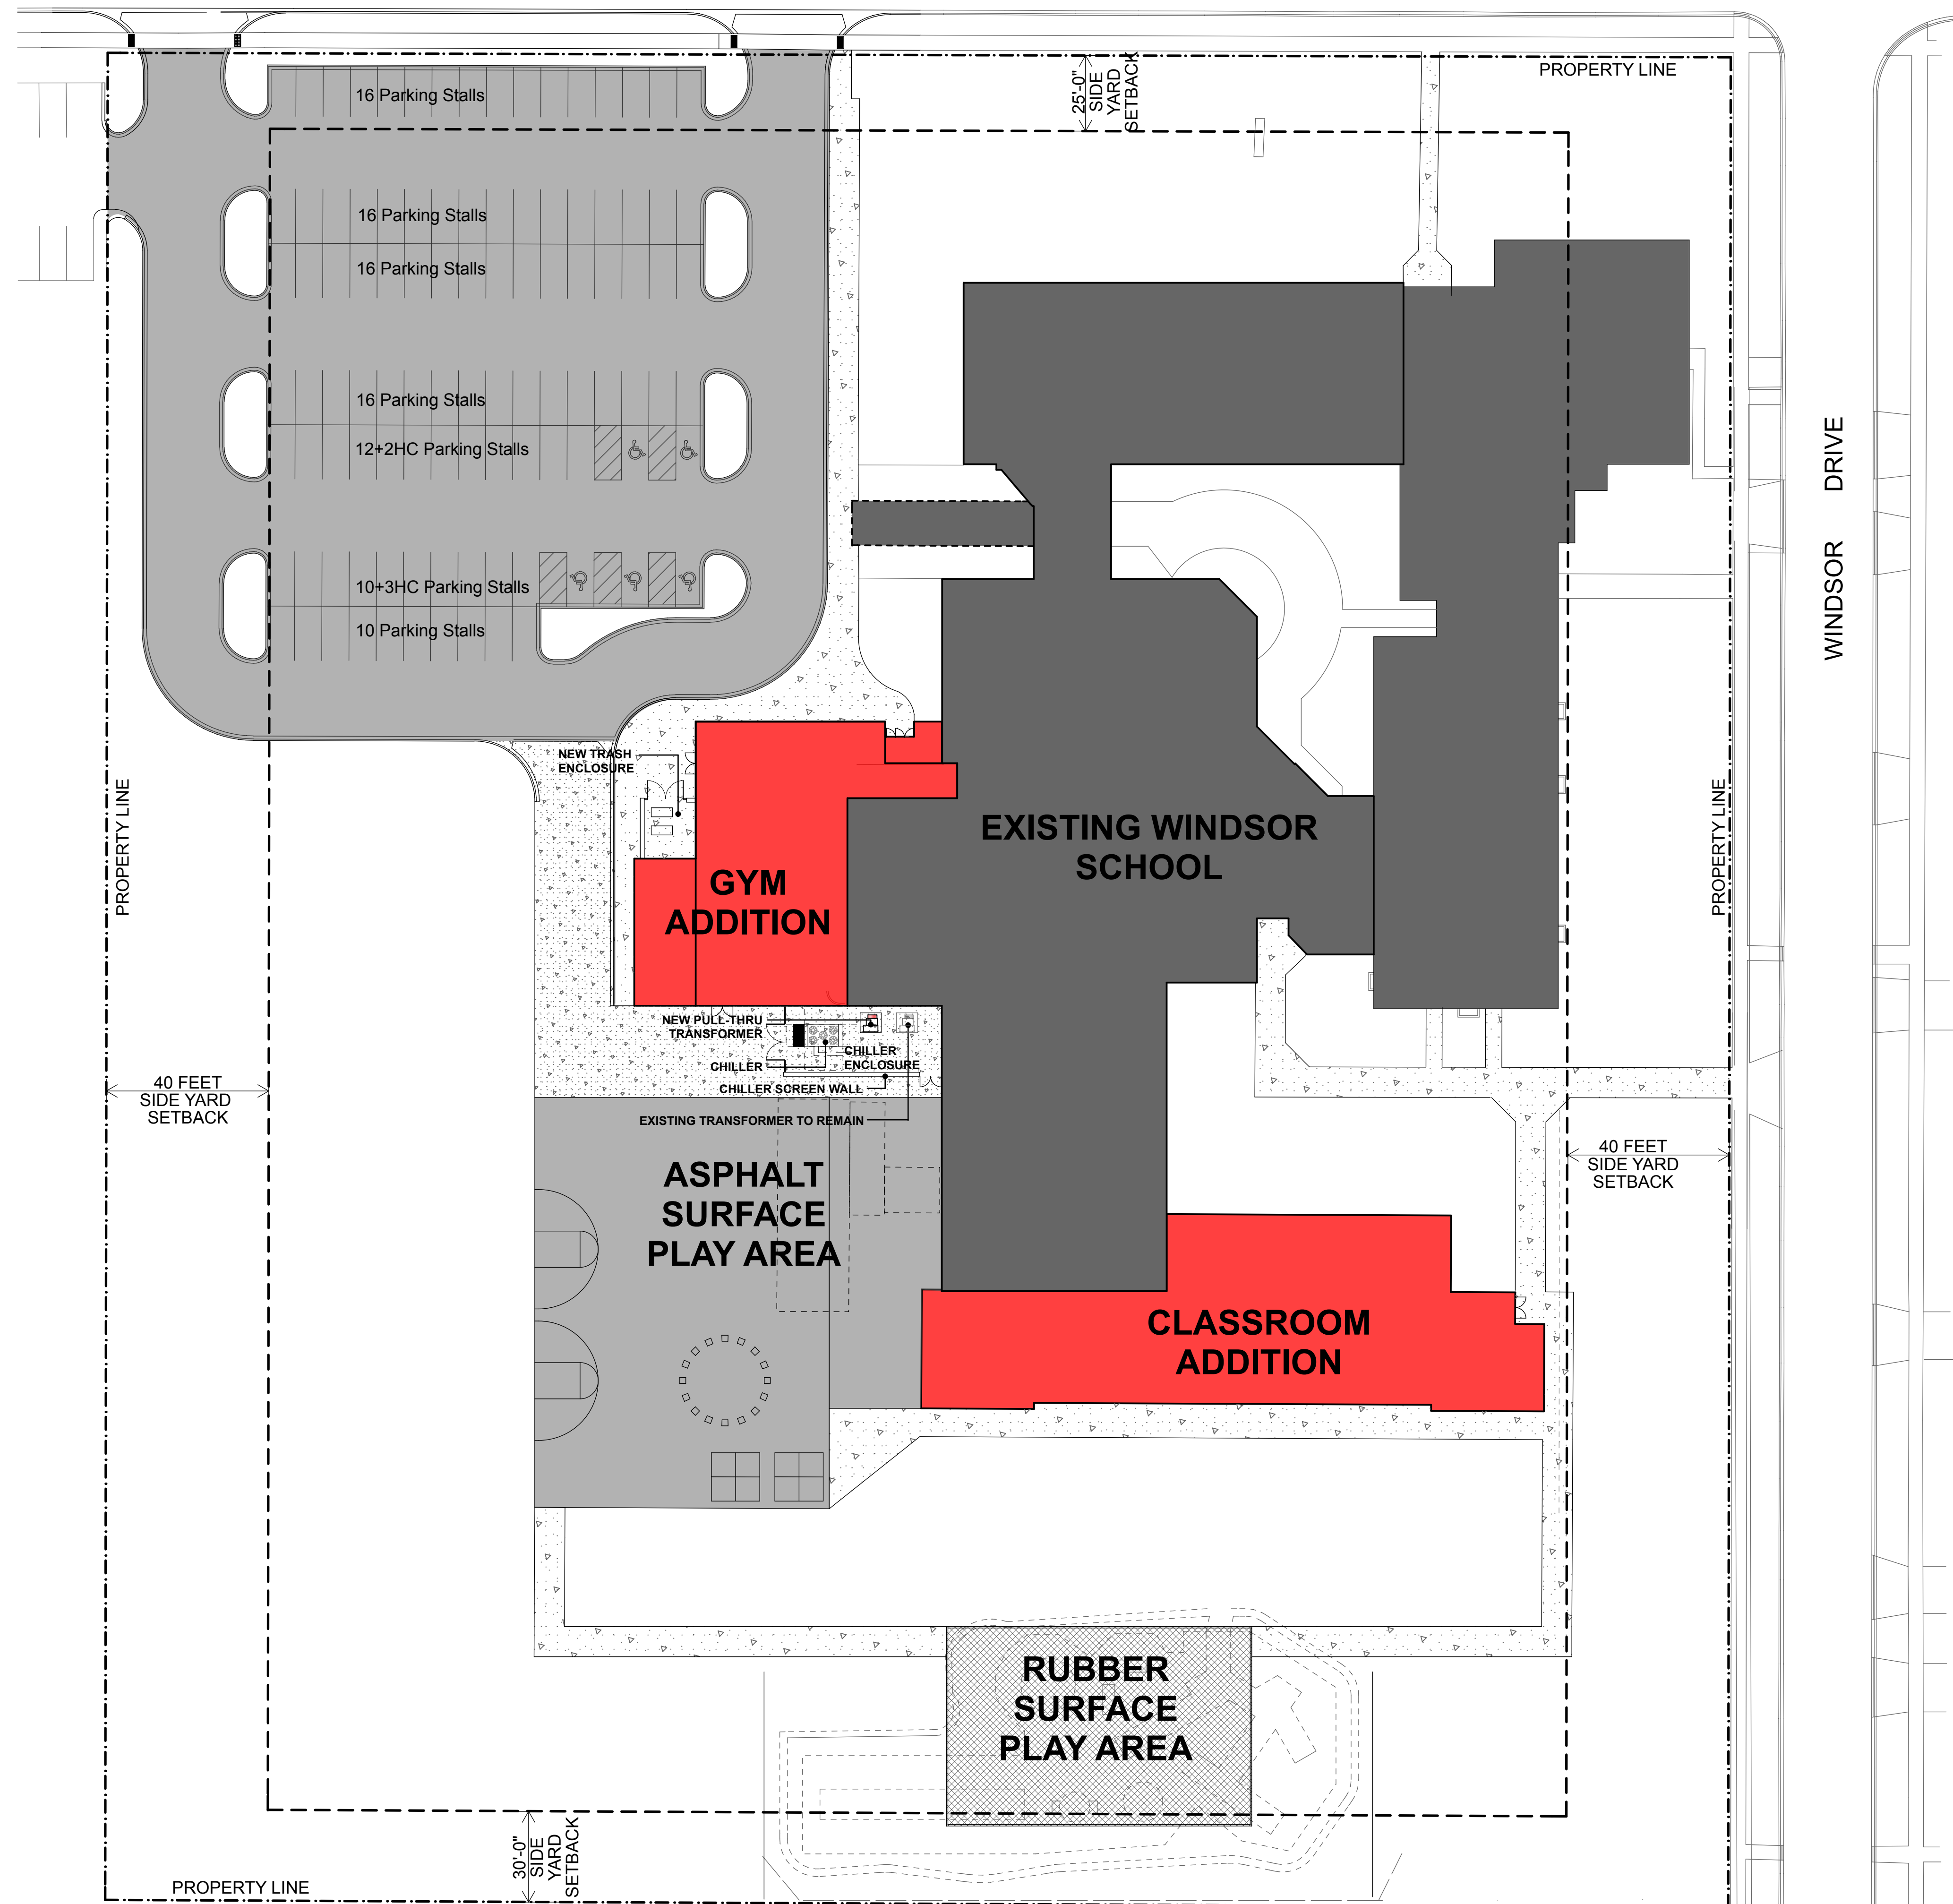 PROPERTY LINE
25'-0"
SIDE
YARD
SETBACK
16 Parking Stalls
16 Parking Stalls
16 Parking Stalls
16 Parking Stalls
12+2HC Parking Stalls
10+3HC Parking Stalls
10 Parking Stalls
WINDSOR DRIVE
NEW TRASH
ENCLOSURE
PROPERTY LINE
PROPERTY LINE
EXISTING WINDSOR
SCHOOL
GYM
ADDITION
NEW PULL-THRU
TRANSFORMER
CHILLER
ENCLOSURE
CHILLER
CHILLER SCREEN WALL
EXISTING TRANSFORMER TO REMAIN
40 FEET
SIDE YARD
SETBACK
40 FEET
SIDE YARD
SETBACK
ASPHALT
SURFACE
PLAY AREA
CLASSROOM
ADDITION
RUBBER
SURFACE
PLAY AREA
30'-0"
SIDE
YARD
SETBACK
PROPERTY LINE